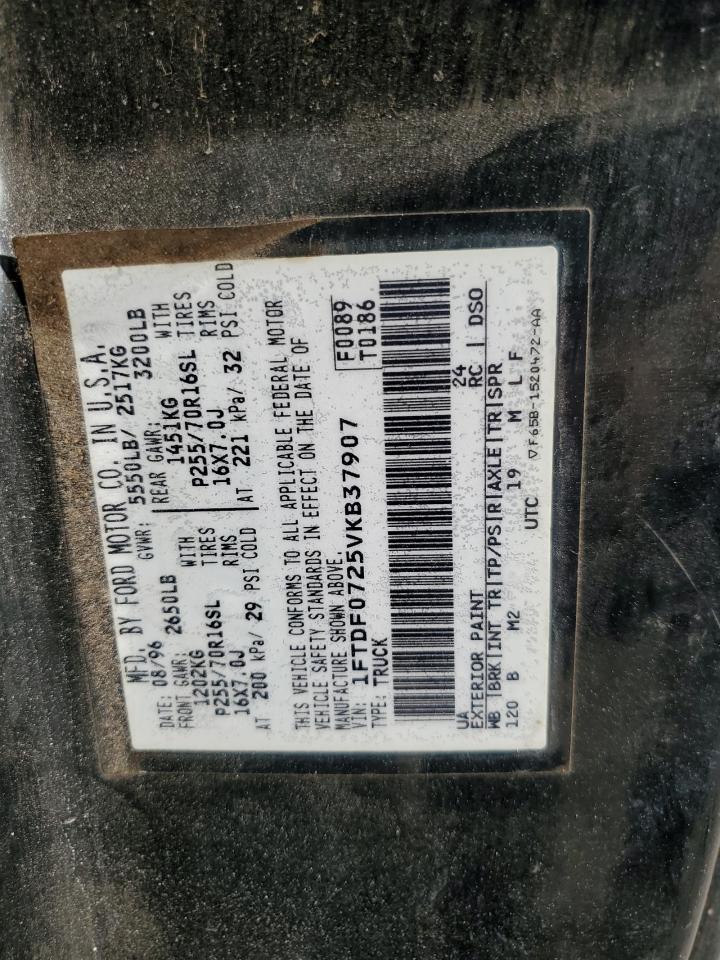 MFD. BY FORD MOTOR CO. IN U.S.A.
DATE: 08/96 GVWR: 5550LB/ 2517KG
FRONT GAWR: 2650LB REAR GAWR: 3200LB
1202KG WITH 1451KG WITH
P255/70R16SL TIRES P255/70R16SL TIRES
16X7.0J RIMS 16X7.0J RIMS
AT 200 kPa/ 29 PSI COLD AT 221 kPa/ 32 PSI COLD
THIS VEHICLE CONFORMS TO ALL APPLICABLE FEDERAL MOTOR
VEHICLE SAFETY STANDARDS IN EFFECT ON THE DATE OF
MANUFACTURE SHOWN ABOVE.
VIN: 1FTDF0725VKB37907 F0089
TYPE: TRUCK T0186
UA 24
EXTERIOR PAINT RC DSO
WB BRK INT TR TP/PS R AXLE TR SPR
120 B M2 19 M L F
UTC ▽F65B-1520472-AA